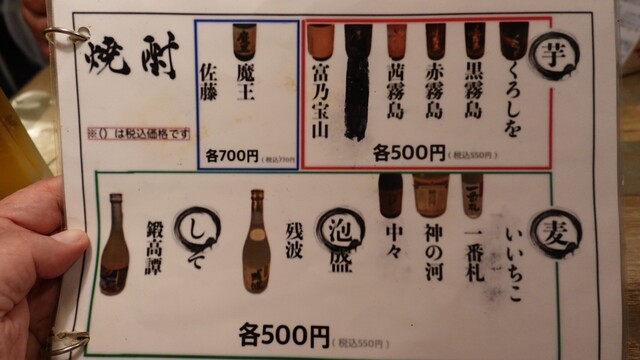 焼酎
※()は税込価格です
芋
くろしを
黒霧島
赤霧島
茜霧島
富乃宝山
各500円(税込550円)
魔王
佐藤
各700円(税込770円)
麦
いいちこ
一番札
神の河
中々
泡盛
残波
しそ
鍛高譚
各500円(税込550円)